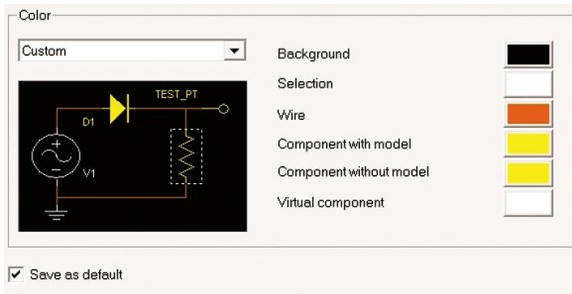 Color
Custom
TEST_PT
D1
V1
Background
Selection
Wire
Component with model
Component without model
Virtual component
Save as default